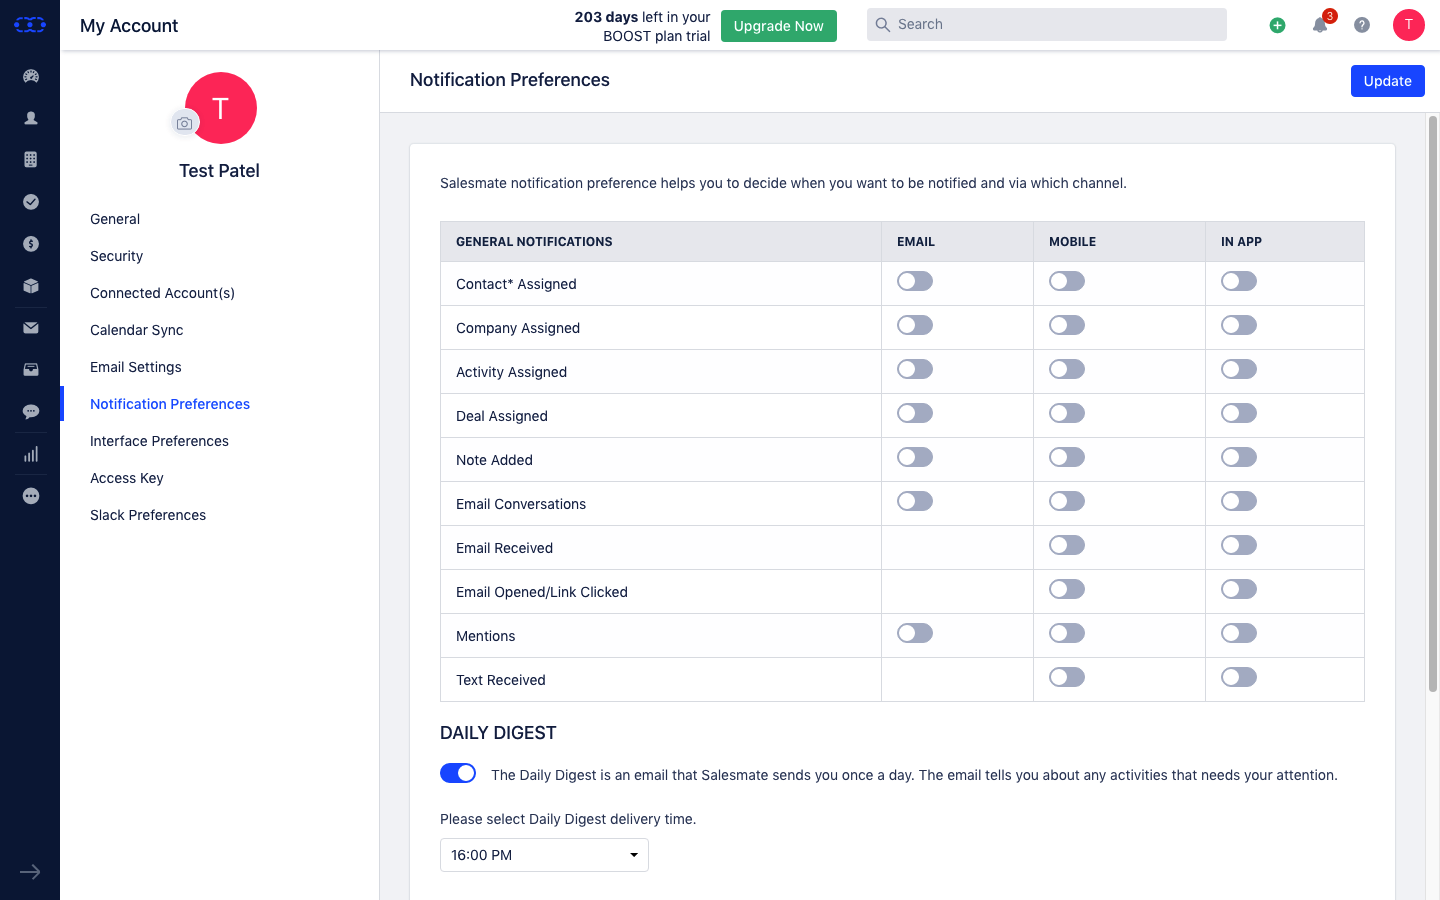 My Account
203 days left in your
BOOST plan trial
Upgrade Now
Search
3
T
T
Test Patel
General
Security
Connected Account(s)
Calendar Sync
Email Settings
Notification Preferences
Interface Preferences
Access Key
Slack Preferences
Notification Preferences
Update
Salesmate notification preference helps you to decide when you want to be notified and via which channel.
GENERAL NOTIFICATIONS EMAIL MOBILE IN APP
Contact* Assigned
Company Assigned
Activity Assigned
Deal Assigned
Note Added
Email Conversations
Email Received
Email Opened/Link Clicked
Mentions
Text Received
DAILY DIGEST
The Daily Digest is an email that Salesmate sends you once a day. The email tells you about any activities that needs your attention.
Please select Daily Digest delivery time.
16:00 PM